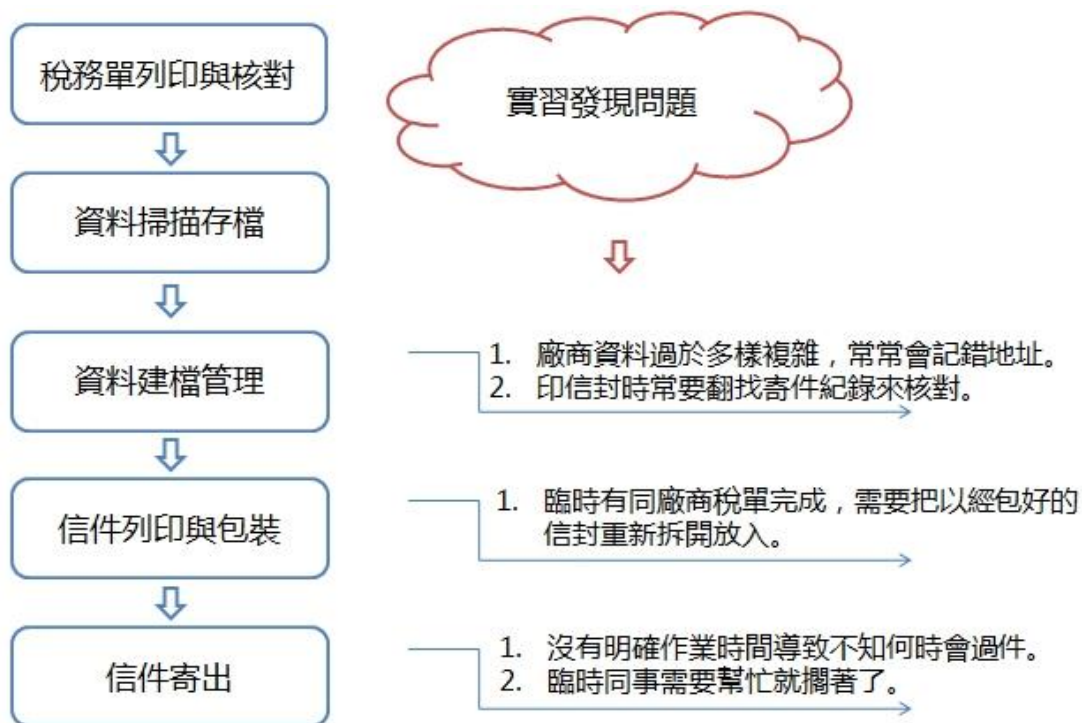 稅務單列印與核對
實習發現問題
資料掃描存檔
資料建檔管理
1. 廠商資料過於多樣複雜，常常會記錯地址。
2. 印信封時常要翻找寄件紀錄來核對。
信件列印與包裝
1. 臨時有同廠商稅單完成，需要把以經包好的
信封重新拆開放入。
信件寄出
1. 沒有明確作業時間導致不知何時會過件。
2. 臨時同事需要幫忙就擱著了。